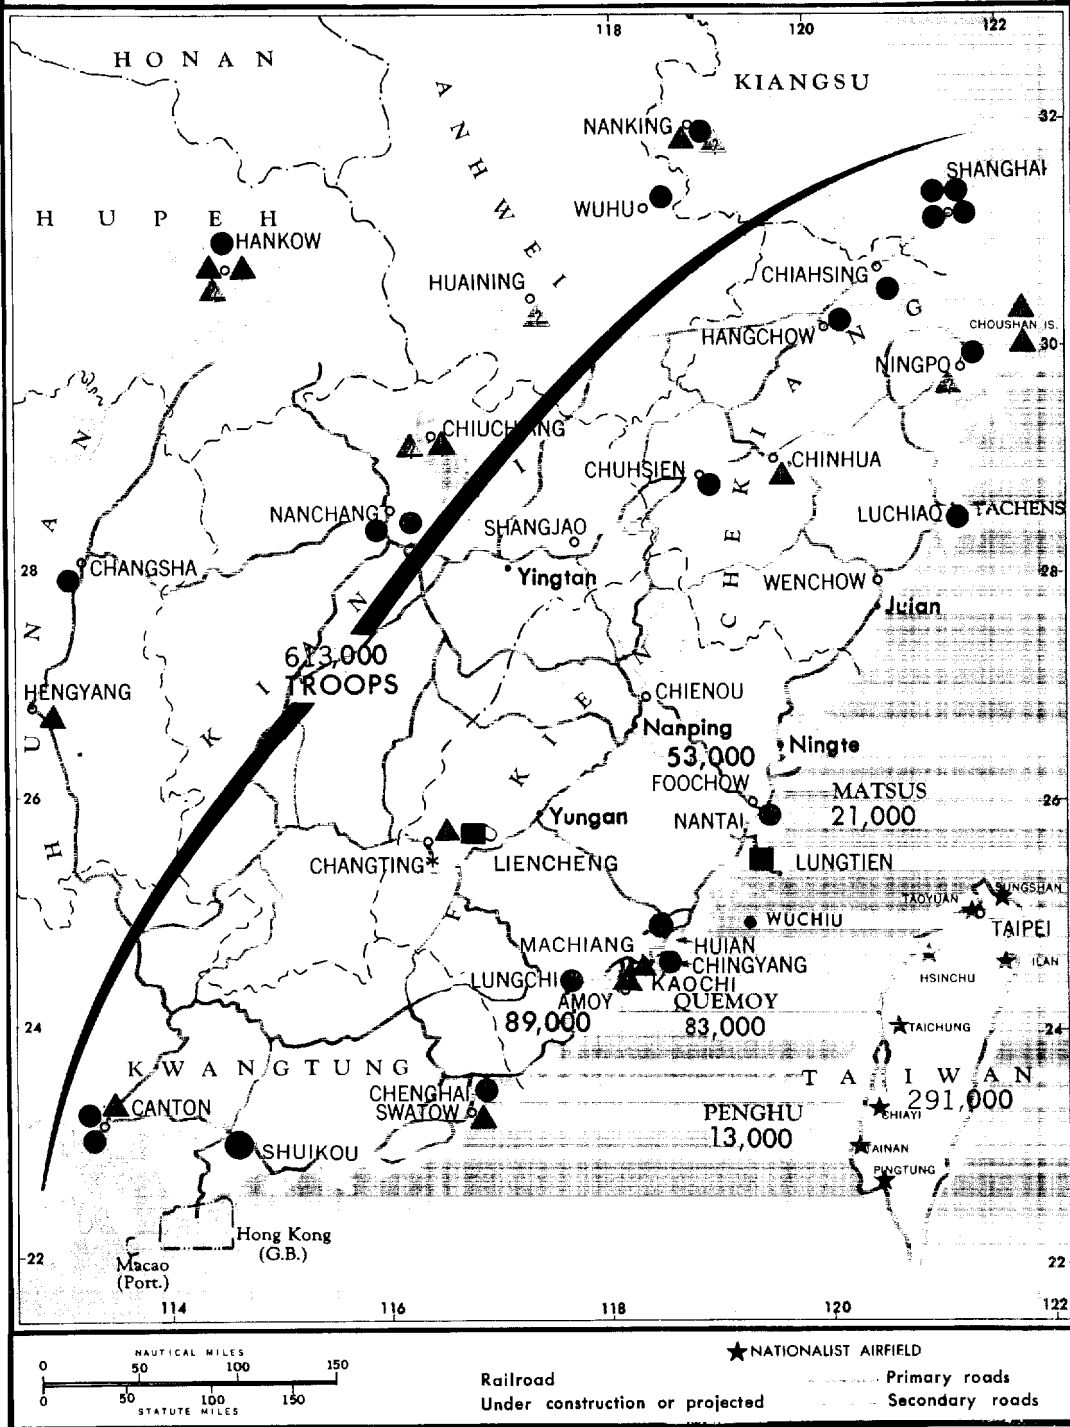 118 120 122
HONAN
ANHWEI
KIANGSU
32
NANKING
SHANGHAI
WUHU
HUPEH
HANKOW
HUAINING
CHIAHSING
HANGCHOW
CHOUSHAN IS.
30
NINGPO
CHEKIANG
HUNAN
CHIUCHANG
CHUHSIEN
CHINHUA
NANCHANG
SHANGJAO
LUCHIAO
TACHENS
28
CHANGSHA
Yingtan
WENCHOW
28
Juian
KIANGSI
613,000
TROOPS
HENGYANG
CHIENOU
Nanping
53,000
Ningte
FOOCHOW
26
26
MATSUS
21,000
Yungan
NANTAI
FUKIEN
CHANGTING
LIENCHENG
LUNGTIEN
SUNGSHAN
TAOYUAN
WUCHIU
TAIPEI
MACHIANG
HUIAN
CHINGYANG
ILAN
LUNGCHI
KAOCHI
HSINCHU
AMOY
89,000
QUEMOY
83,000
24
24
TAICHUNG
KWANGTUNG
TAIWAN
291,000
CHENGHAI
SWATOW
CANTON
PENGHU
13,000
CHIAYI
SHUIKOU
TAINAN
PINGTUNG
Hong Kong
(G.B.)
22
22
Macao
(Port.)
114 116 118 120 122
NAUTICAL MILES
0 50 100 150
0 50 100 150
STATUTE MILES
NATIONALIST AIRFIELD
Railroad
Primary roads
Under construction or projected
Secondary roads